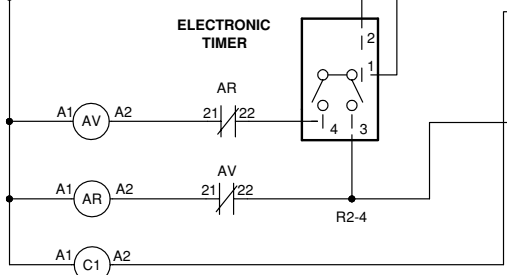 ELECTRONIC
TIMER
2
1
AR
A1 AV A2 21 22 4 3
AV
A1 AR A2 21 22
R2-4
A1 C1 A2